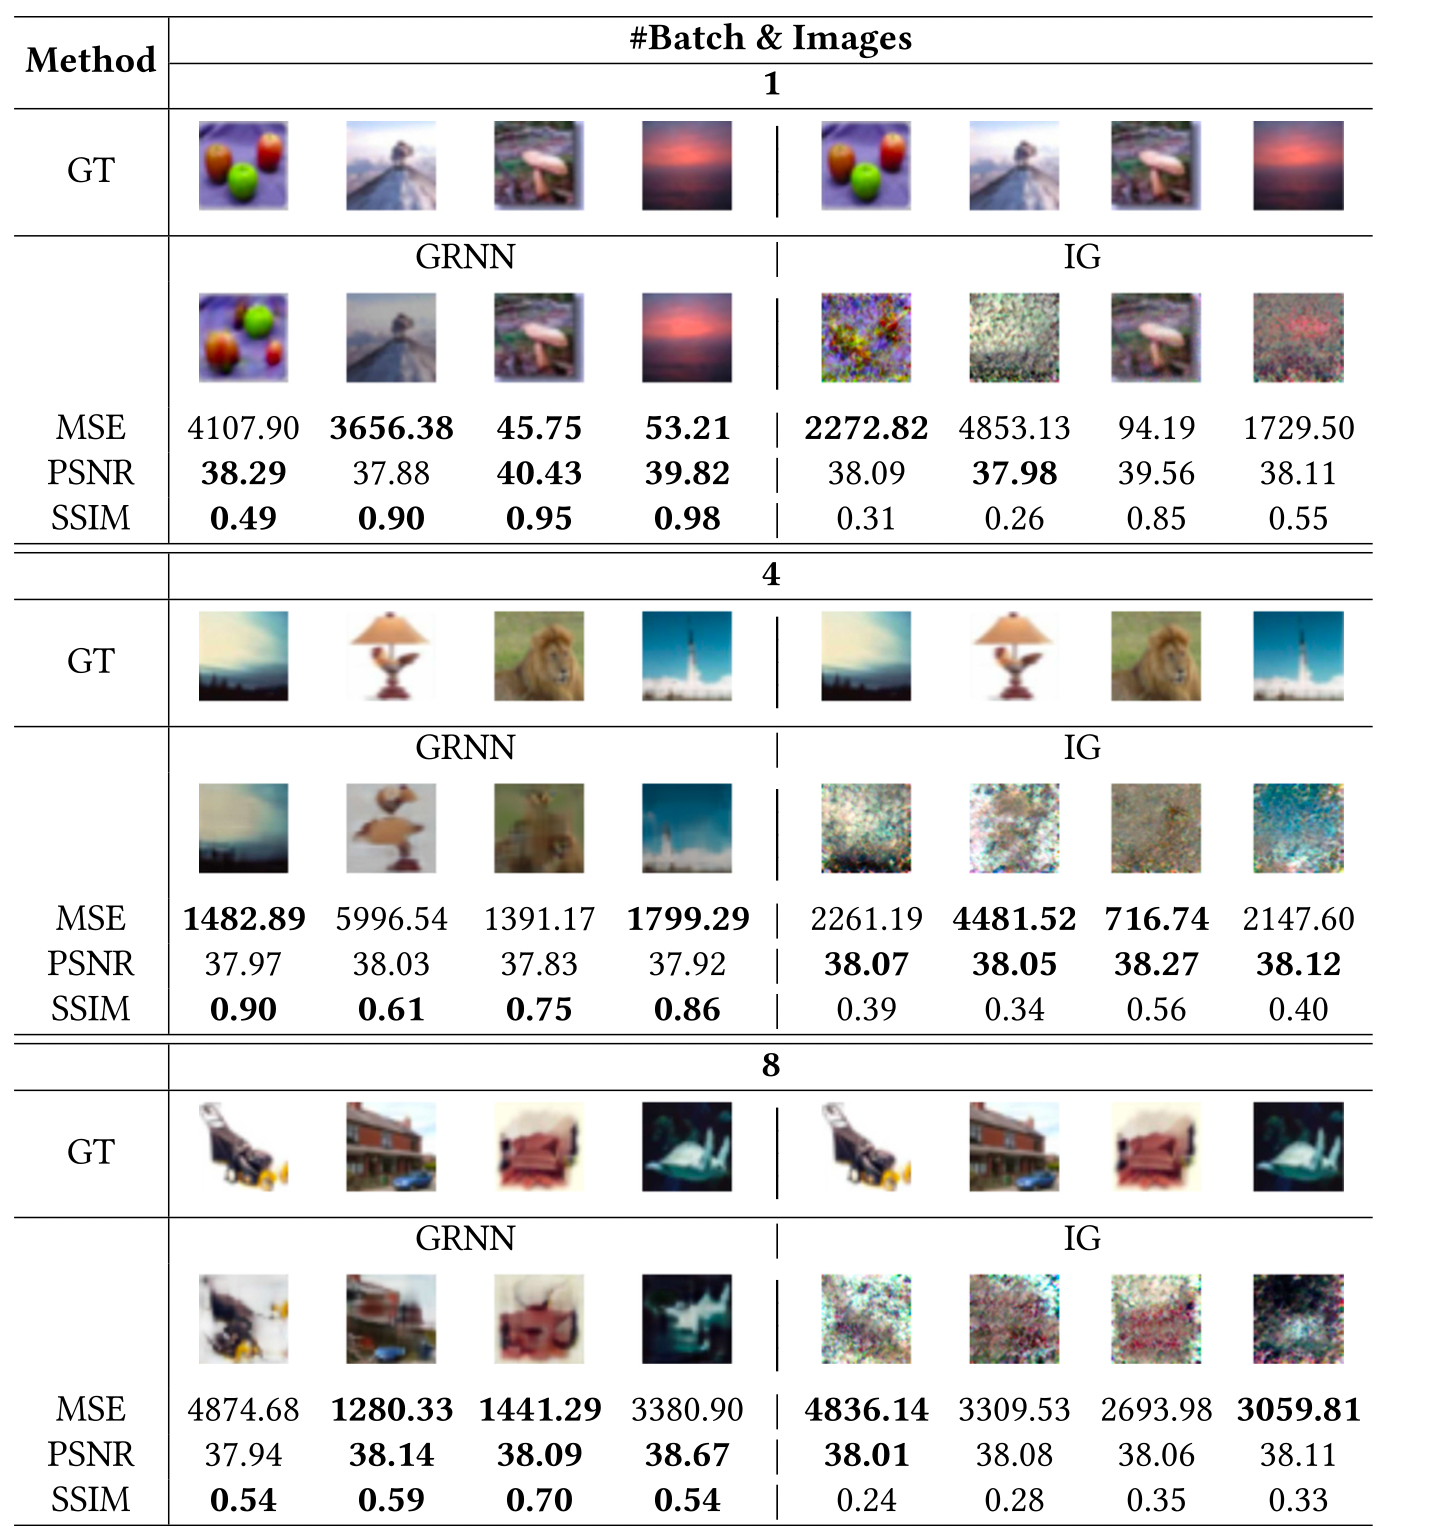 #Batch & Images
Method
1
GT
GRNN | IG
MSE 4107.90 3656.38 45.75 53.21 | 2272.82 4853.13 94.19 1729.50
PSNR 38.29 37.88 40.43 39.82 | 38.09 37.98 39.56 38.11
SSIM 0.49 0.90 0.95 0.98 | 0.31 0.26 0.85 0.55
4
GT
GRNN | IG
MSE 1482.89 5996.54 1391.17 1799.29 | 2261.19 4481.52 716.74 2147.60
PSNR 37.97 38.03 37.83 37.92 | 38.07 38.05 38.27 38.12
SSIM 0.90 0.61 0.75 0.86 | 0.39 0.34 0.56 0.40
8
GT
GRNN | IG
MSE 4874.68 1280.33 1441.29 3380.90 | 4836.14 3309.53 2693.98 3059.81
PSNR 37.94 38.14 38.09 38.67 | 38.01 38.08 38.06 38.11
SSIM 0.54 0.59 0.70 0.54 | 0.24 0.28 0.35 0.33